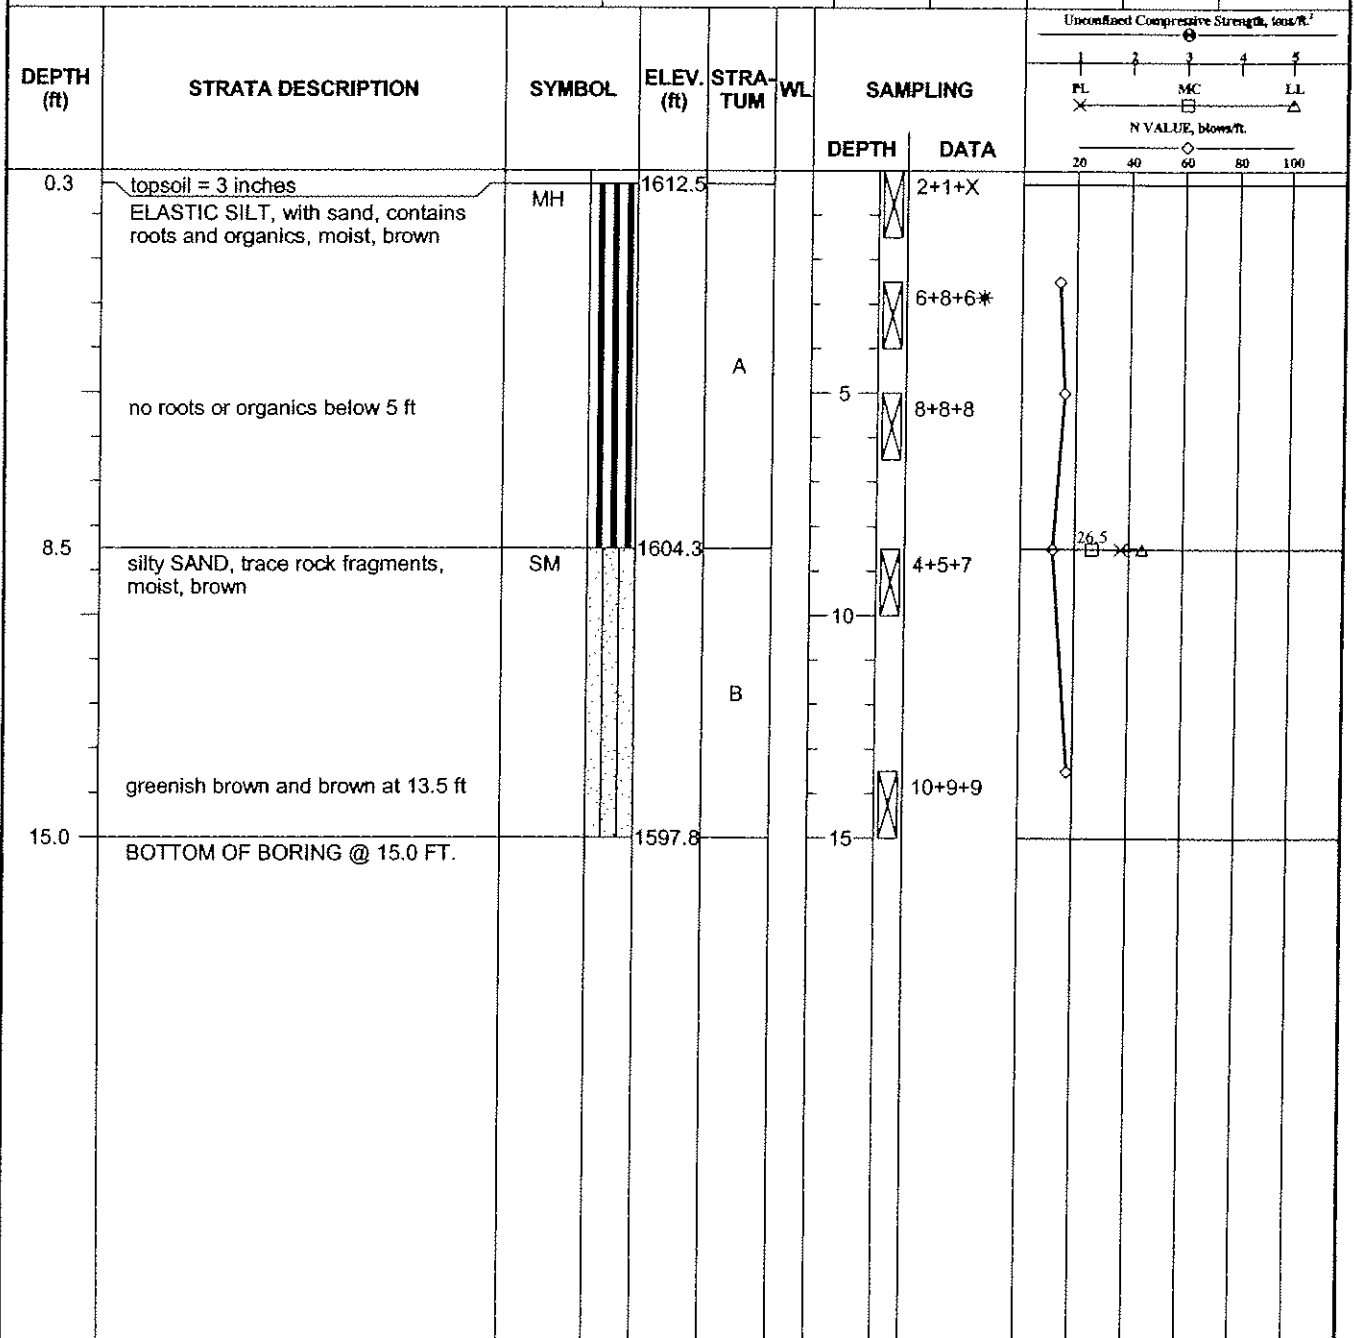 Unconfined Compressive Strength, tons/ft.²
1 2 3 4 5
PL MC LL
N VALUE, blows/ft.
20 40 60 80 100
DEPTH (ft)
STRATA DESCRIPTION
SYMBOL
ELEV. (ft)
STRA-TUM
WL
SAMPLING
DEPTH DATA
0.3 topsoil = 3 inches 1612.5
MH 2+1+X
ELASTIC SILT, with sand, contains
roots and organics, moist, brown
6+8+6*
A
5
no roots or organics below 5 ft 8+8+8
26.5
8.5 1604.3
silty SAND, trace rock fragments, SM 4+5+7
moist, brown
10
B
greenish brown and brown at 13.5 ft 10+9+9
15.0 1597.8 15
BOTTOM OF BORING @ 15.0 FT.